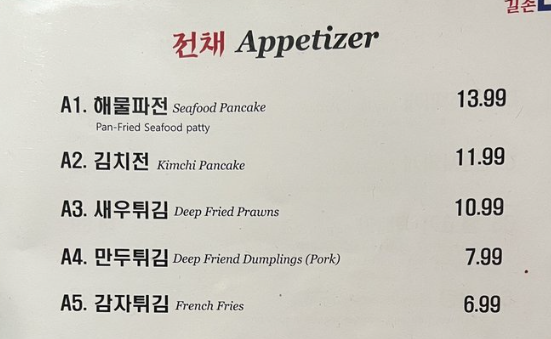 길손
전채 Appetizer
A1. 해물파전 Seafood Pancake 13.99
Pan-Fried Seafood patty
A2. 김치전 Kimchi Pancake 11.99
A3. 새우튀김 Deep Fried Prawns 10.99
A4. 만두튀김 Deep Friend Dumplings (Pork) 7.99
A5. 감자튀김 French Fries 6.99